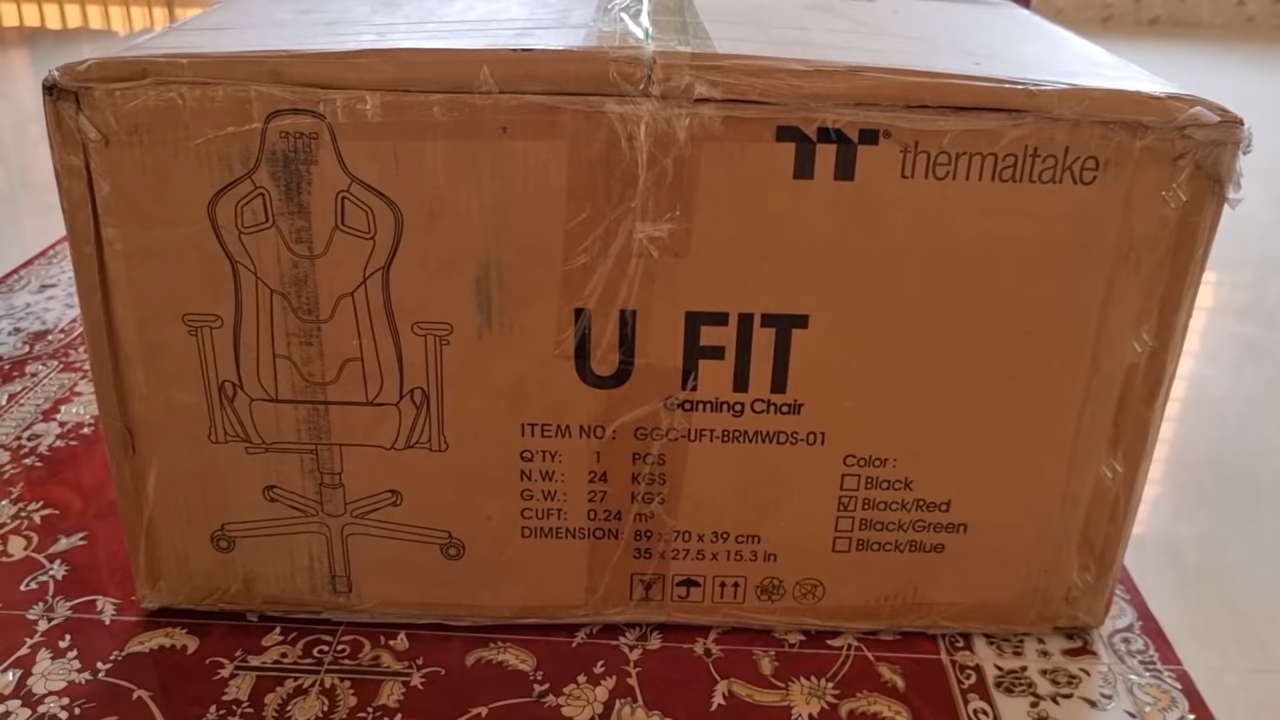 thermaltake
U FIT
Gaming Chair
ITEM NO : GGC-UFT-BRMWDS-01
Q'TY: 1 PCS
N.W.: 24 KGS
G.W.: 27 KGS
CUFT: 0.24 m³
DIMENSION: 89 x 70 x 39 cm
35 x 27.5 x 15.3 in
Color :
Black
Black/Red
Black/Green
Black/Blue